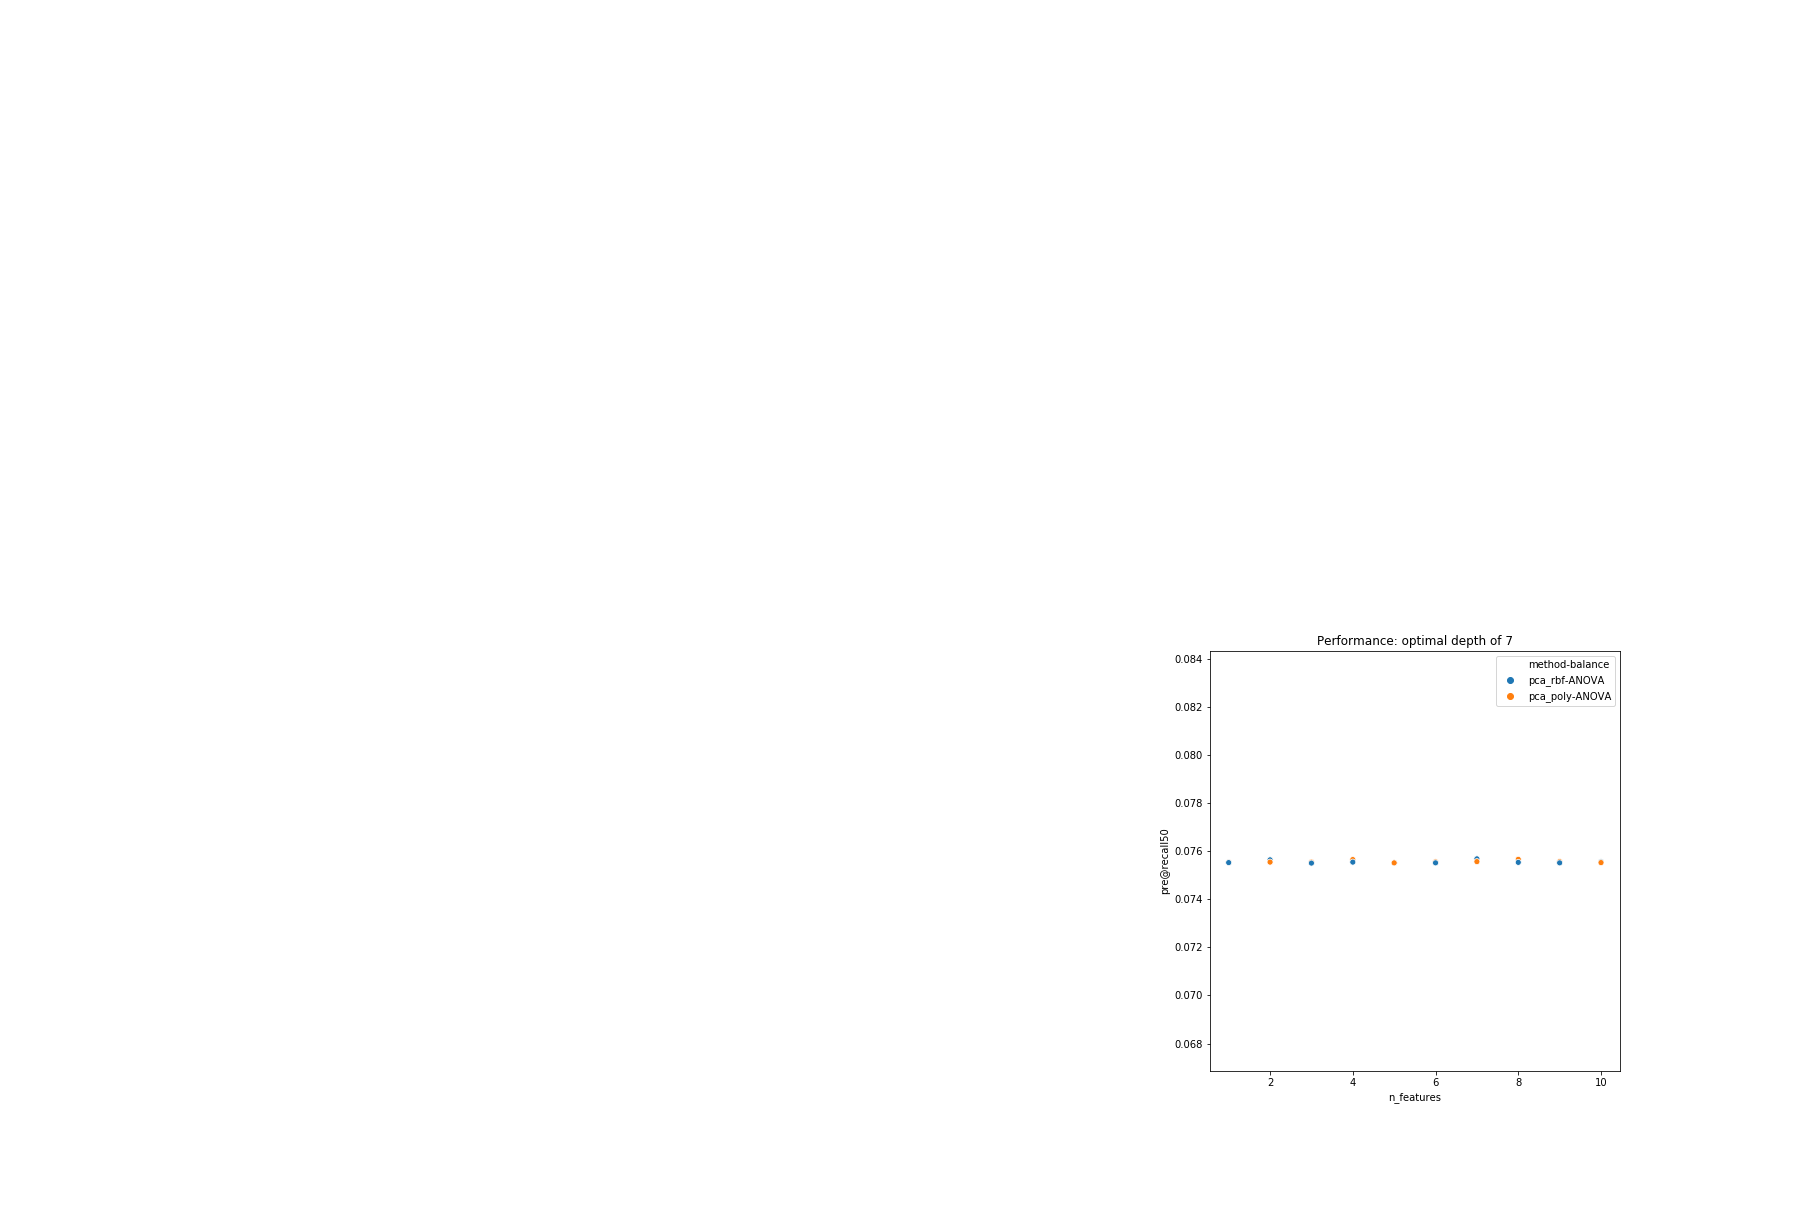 Performance: optimal depth of 7
method-balance
pca_rbf-ANOVA
pca_poly-ANOVA
0.084
0.082
0.080
0.078
0.076
0.074
0.072
0.070
0.068
pre@recall50
2 4 6 8 10
n_features